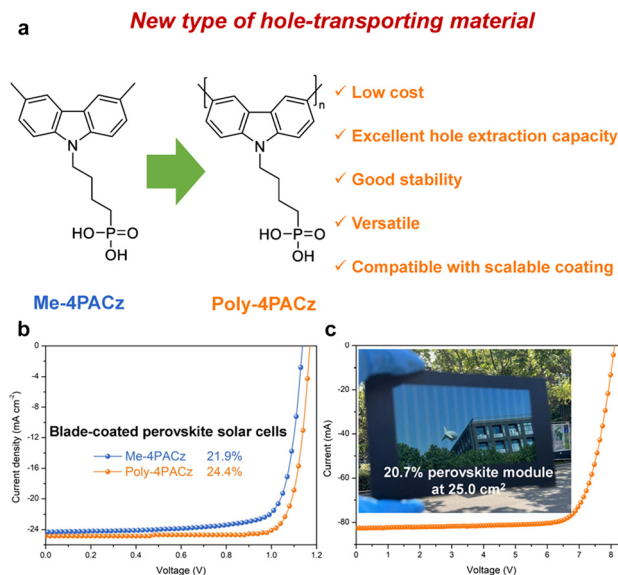 a
New type of hole-transporting material
n
N
HO-P=O
OH
N
HO-P=O
OH
✓ Low cost
✓ Excellent hole extraction capacity
✓ Good stability
✓ Versatile
✓ Compatible with scalable coating
Me-4PACz
Poly-4PACz
b
Current density (mA cm-2)
0
-4
-8
-12
-16
-20
-24
Blade-coated perovskite solar cells
Me-4PACz 21.9%
Poly-4PACz 24.4%
0.0 0.2 0.4 0.6 0.8 1.0 1.2
Voltage (V)
c
Current (mA)
0
-20
-40
-60
-80
20.7% perovskite module
at 25.0 cm2
0 1 2 3 4 5 6 7 8
Voltage (V)